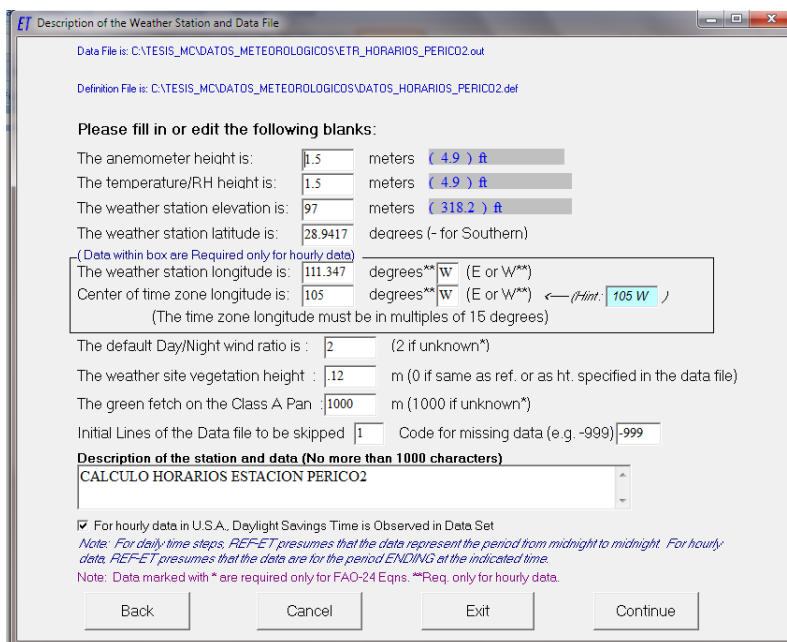 ET Description of the Weather Station and Data File
Data File is: C:\TESIS_MC\DATOS_METEOROLOGICOS\ETR_HORARIOS_PERICO2.out
Definition File is: C:\TESIS_MC\DATOS_METEOROLOGICOS\DATOS_HORARIOS_PERICO2.def
Please fill in or edit the following blanks:
The anemometer height is: 1.5 meters ( 4.9 ) ft
The temperature/RH height is: 1.5 meters ( 4.9 ) ft
The weather station elevation is: 97 meters ( 318.2 ) ft
The weather station latitude is: 28.9417 degrees (- for Southern)
( Data within box are Required only for hourly data)
The weather station longitude is: 111.347 degrees** W (E or W**)
Center of time zone longitude is: 105 degrees** W (E or W**) <---- (Hint: 105 W )
(The time zone longitude must be in multiples of 15 degrees)
The default Day/Night wind ratio is : 2 (2 if unknown*)
The weather site vegetation height : .12 m (0 if same as ref. or as ht. specified in the data file)
The green fetch on the Class A Pan : 1000 m (1000 if unknown*)
Initial Lines of the Data file to be skipped 1 Code for missing data (e.g. -999) -999
Description of the station and data (No more than 1000 characters)
CALCULO HORARIOS ESTACION PERICO2
For hourly data in U.S.A., Daylight Savings Time is Observed in Data Set
Note: For daily time steps, REF-ET presumes that the data represent the period from midnight to midnight. For hourly
data, REF-ET presumes that the data are for the period ENDING at the indicated time.
Note: Data marked with * are required only for FAO-24 Eqns. **Req. only for hourly data.
Back Cancel Exit Continue